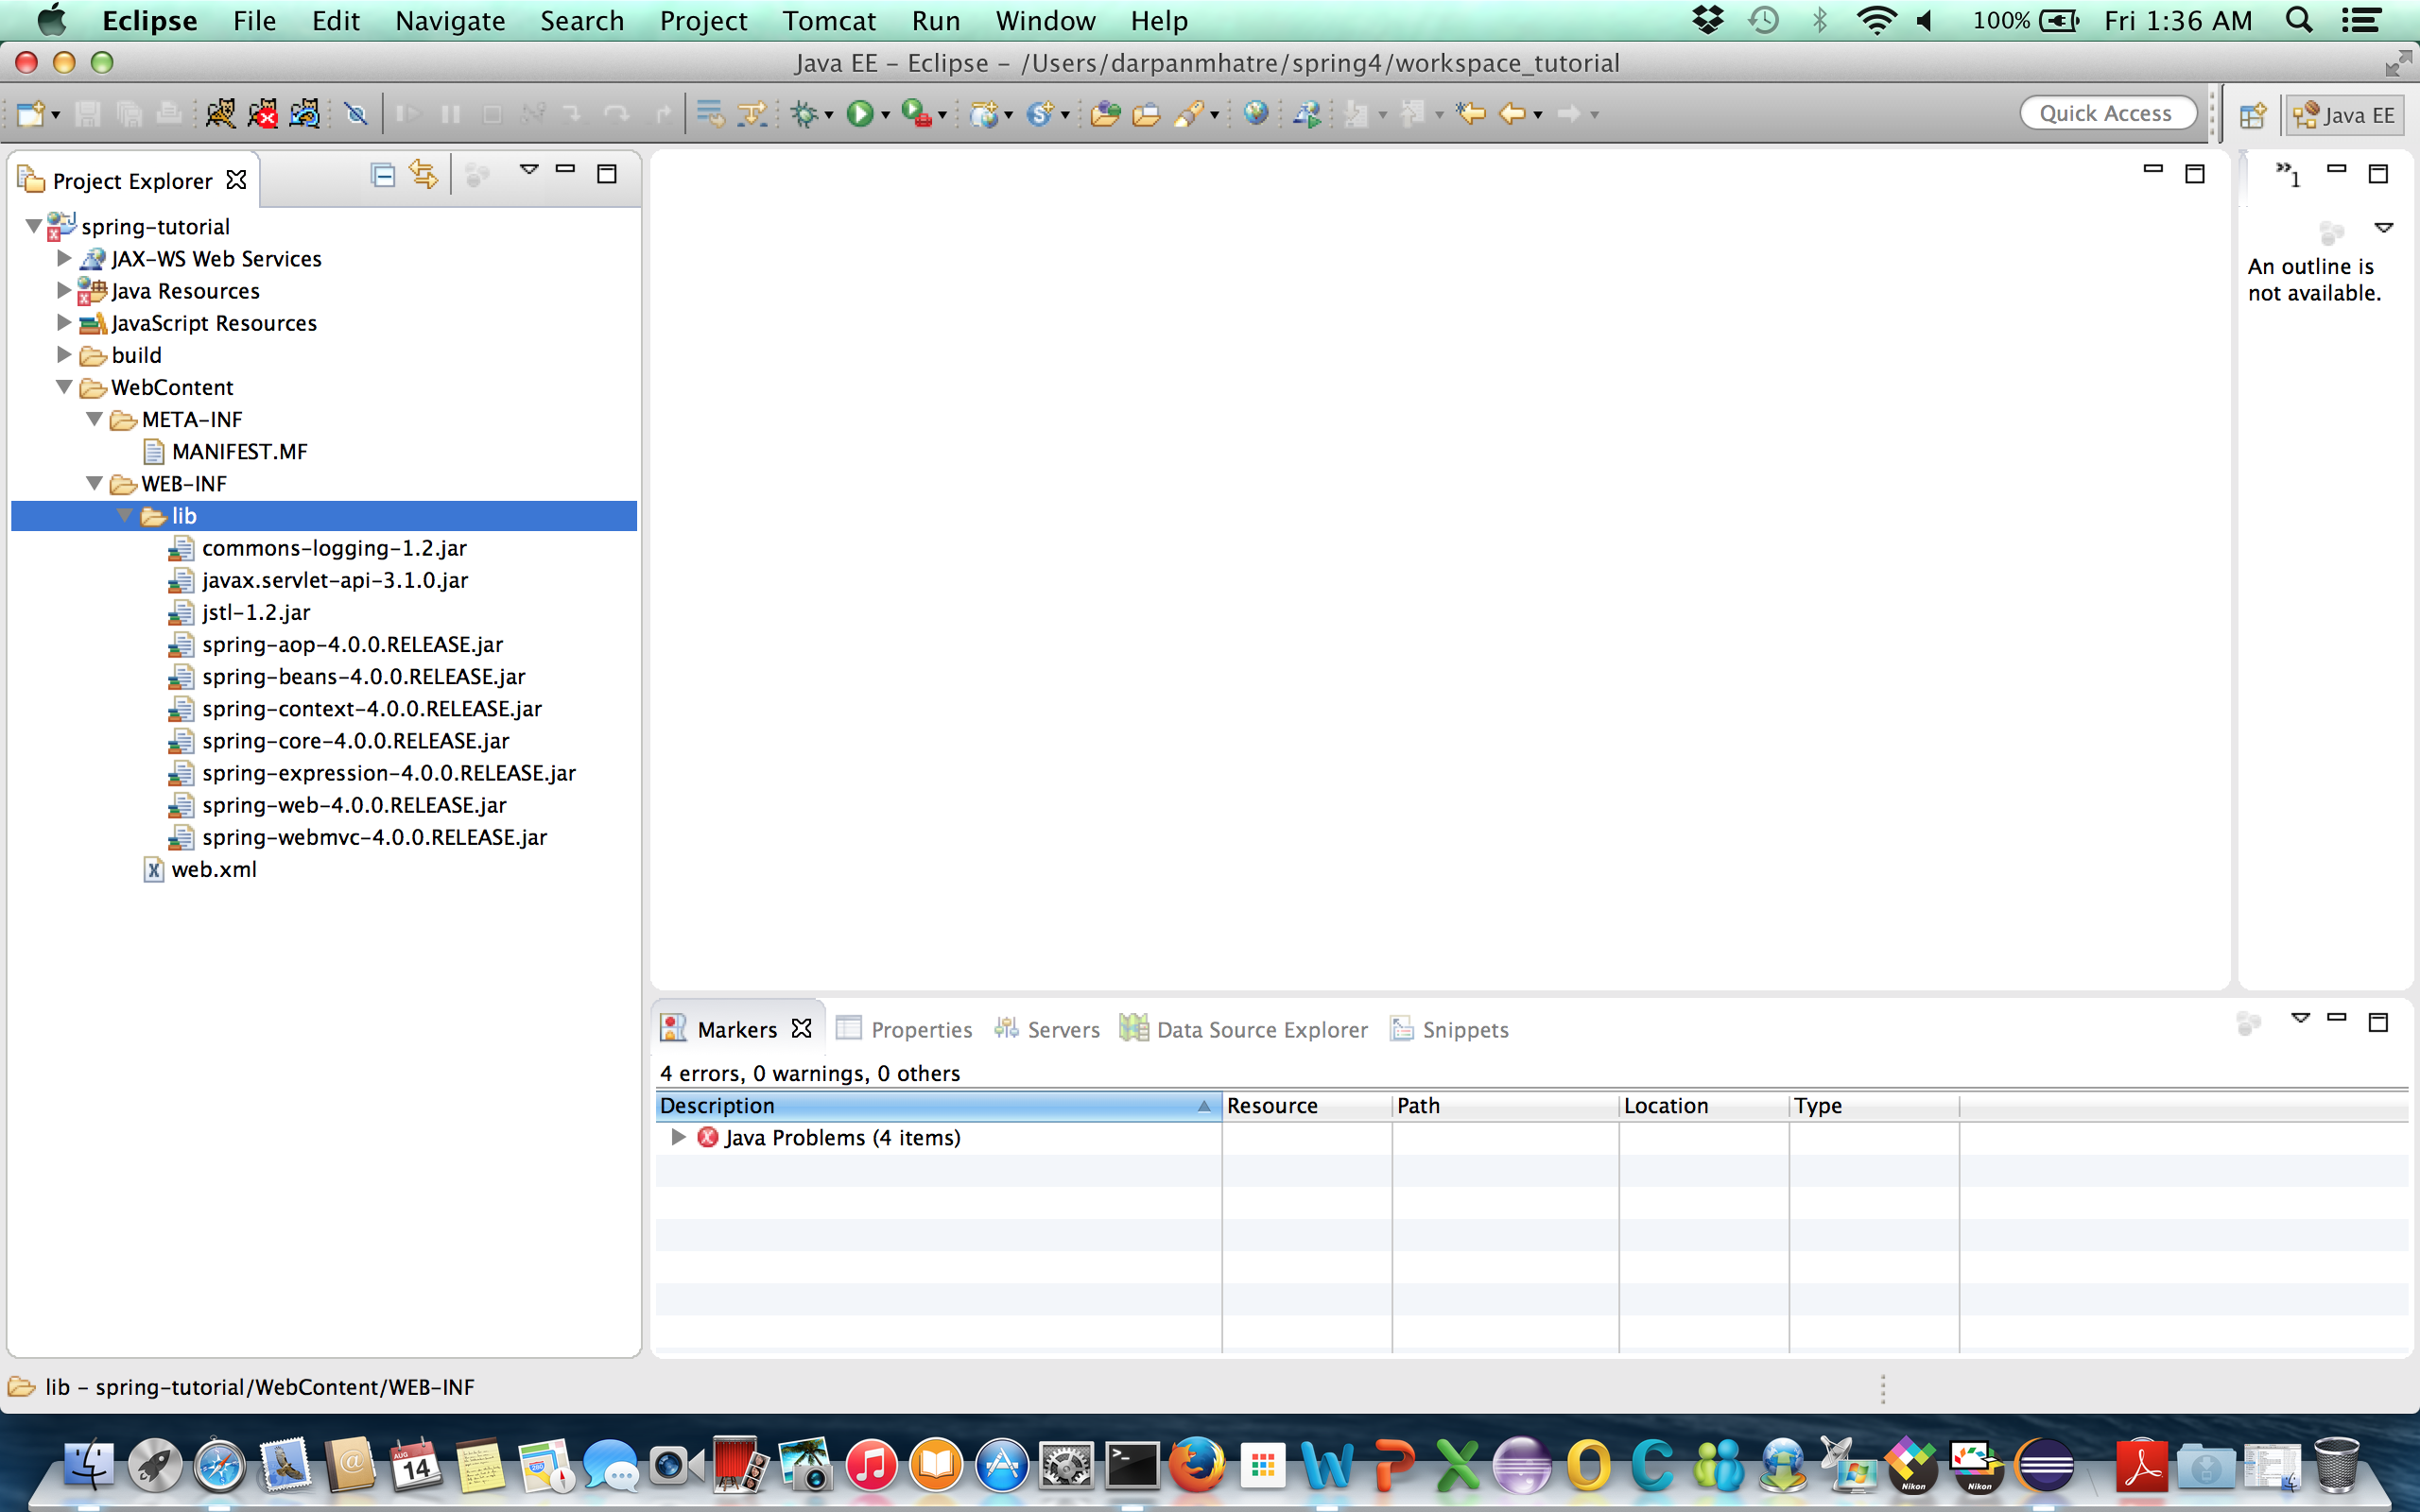 Eclipse File Edit Navigate Search Project Tomcat Run Window Help 100% Fri 1:36 AM
Java EE – Eclipse – /Users/darpanmhatre/spring4/workspace_tutorial
Quick Access Java EE
Project Explorer
spring-tutorial
JAX-WS Web Services
Java Resources
JavaScript Resources
build
WebContent
META-INF
MANIFEST.MF
WEB-INF
lib
commons-logging-1.2.jar
javax.servlet-api-3.1.0.jar
jstl-1.2.jar
spring-aop-4.0.0.RELEASE.jar
spring-beans-4.0.0.RELEASE.jar
spring-context-4.0.0.RELEASE.jar
spring-core-4.0.0.RELEASE.jar
spring-expression-4.0.0.RELEASE.jar
spring-web-4.0.0.RELEASE.jar
spring-webmvc-4.0.0.RELEASE.jar
web.xml
»1
An outline is
not available.
Markers Properties Servers Data Source Explorer Snippets
4 errors, 0 warnings, 0 others
Description Resource Path Location Type
Java Problems (4 items)
lib – spring-tutorial/WebContent/WEB-INF
AUG
14
Nikon
Nikon